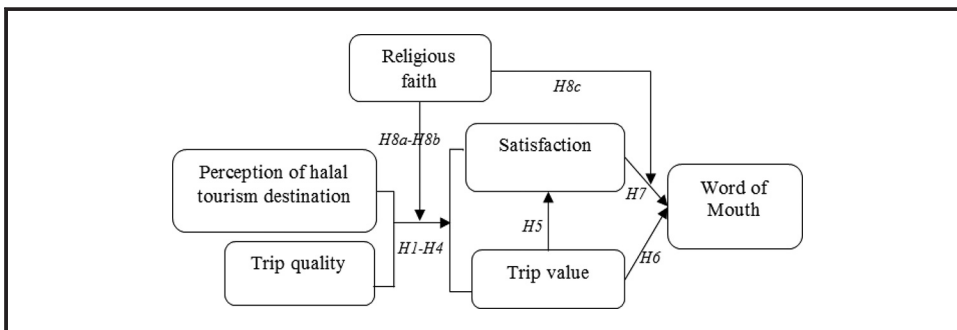 Religious
faith
H8c
H8a-H8b
Satisfaction
Perception of halal
tourism destination
Word of
Mouth
H7
H5
H1-H4
H6
Trip quality
Trip value